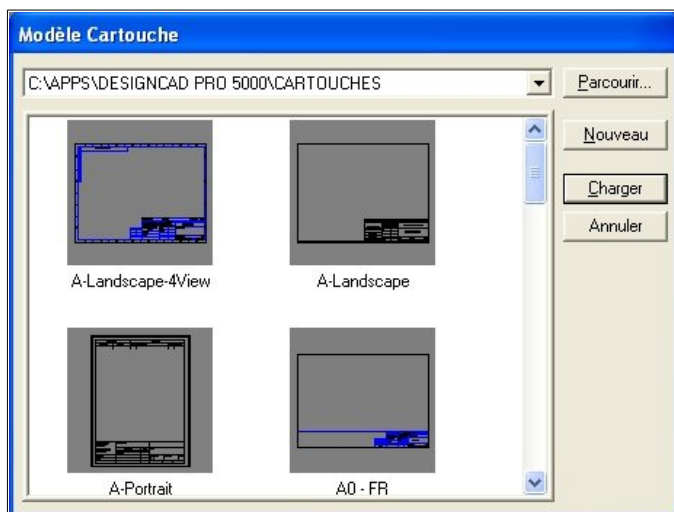 Modèle Cartouche
C:\APPS\DESIGNCAD PRO 5000\CARTOUCHES
Parcourir...
Nouveau
Charger
Annuler
A-Landscape-4View
A-Landscape
A-Portrait
A0 - FR